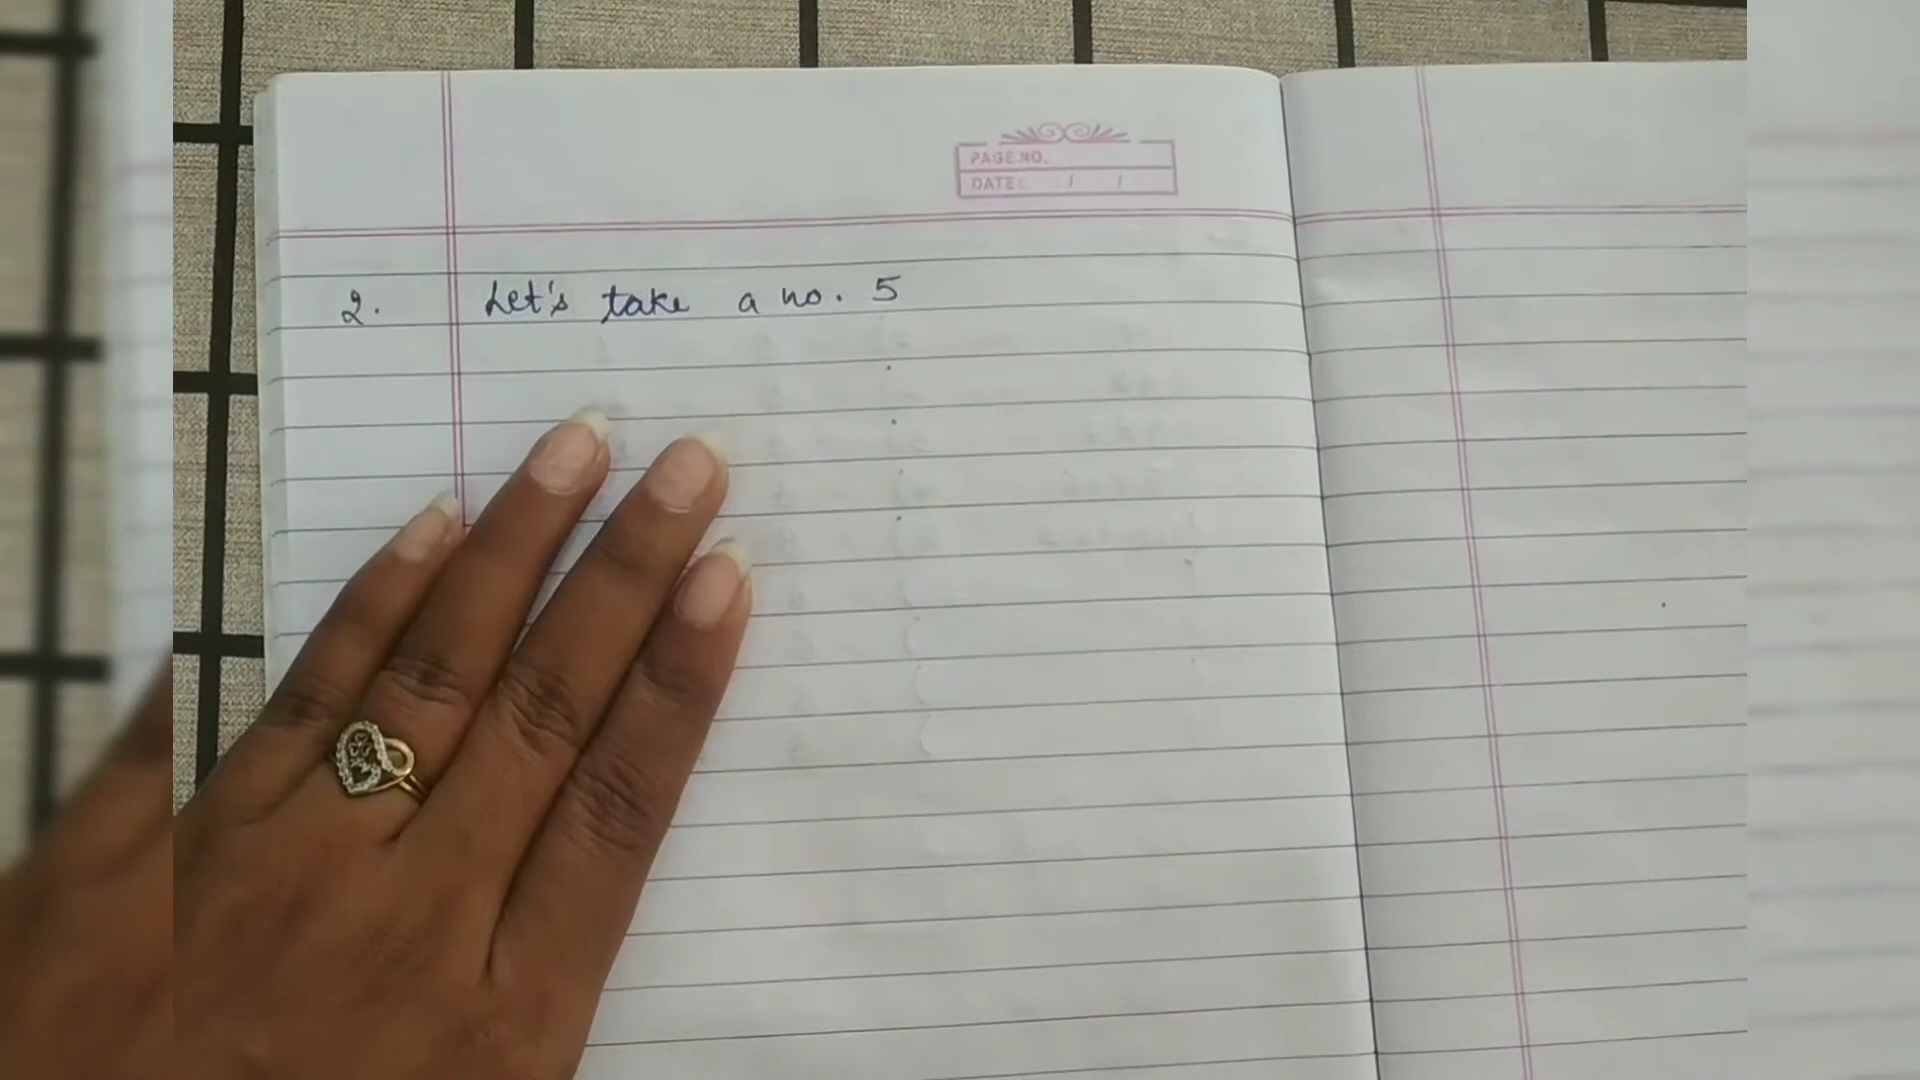 PAGE NO.
DATE: / /
2. Let's take a no. 5